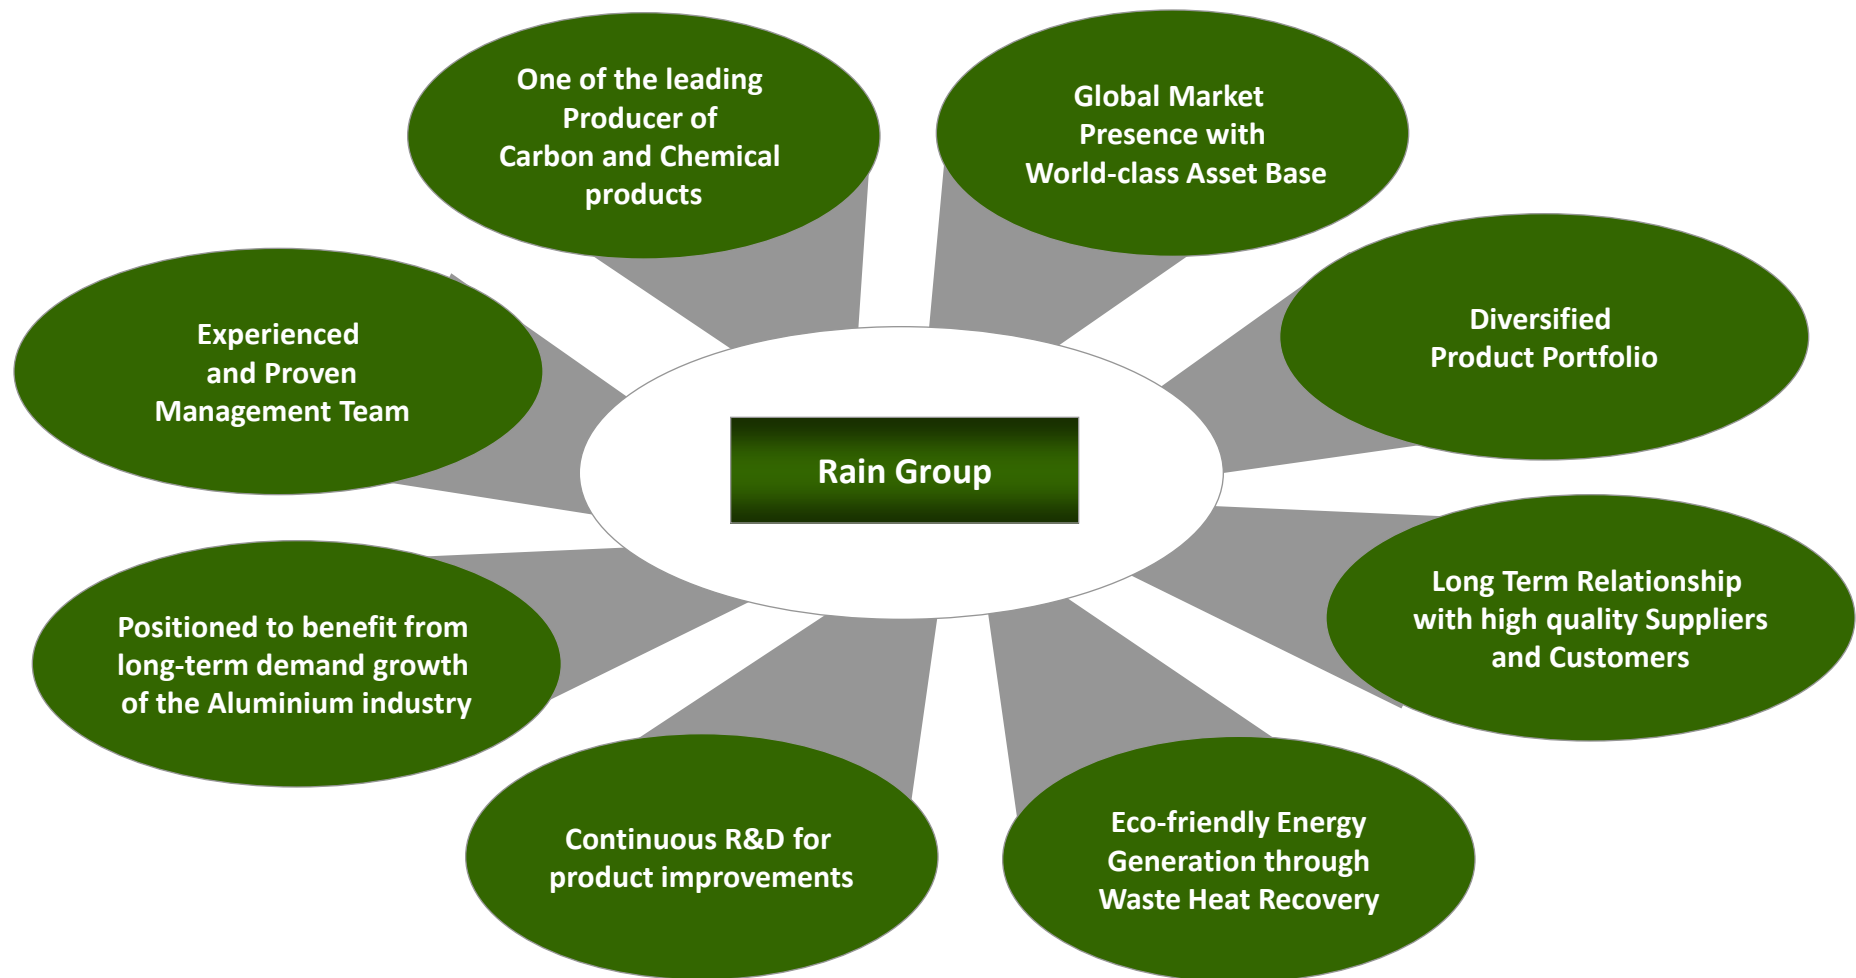 One of the leading
Producer of
Carbon and Chemical
products
Global Market
Presence with
World-class Asset Base
Experienced
and Proven
Management Team
Diversified
Product Portfolio
Rain Group
Positioned to benefit from
long-term demand growth
of the Aluminium industry
Long Term Relationship
with high quality Suppliers
and Customers
Continuous R&D for
product improvements
Eco-friendly Energy
Generation through
Waste Heat Recovery